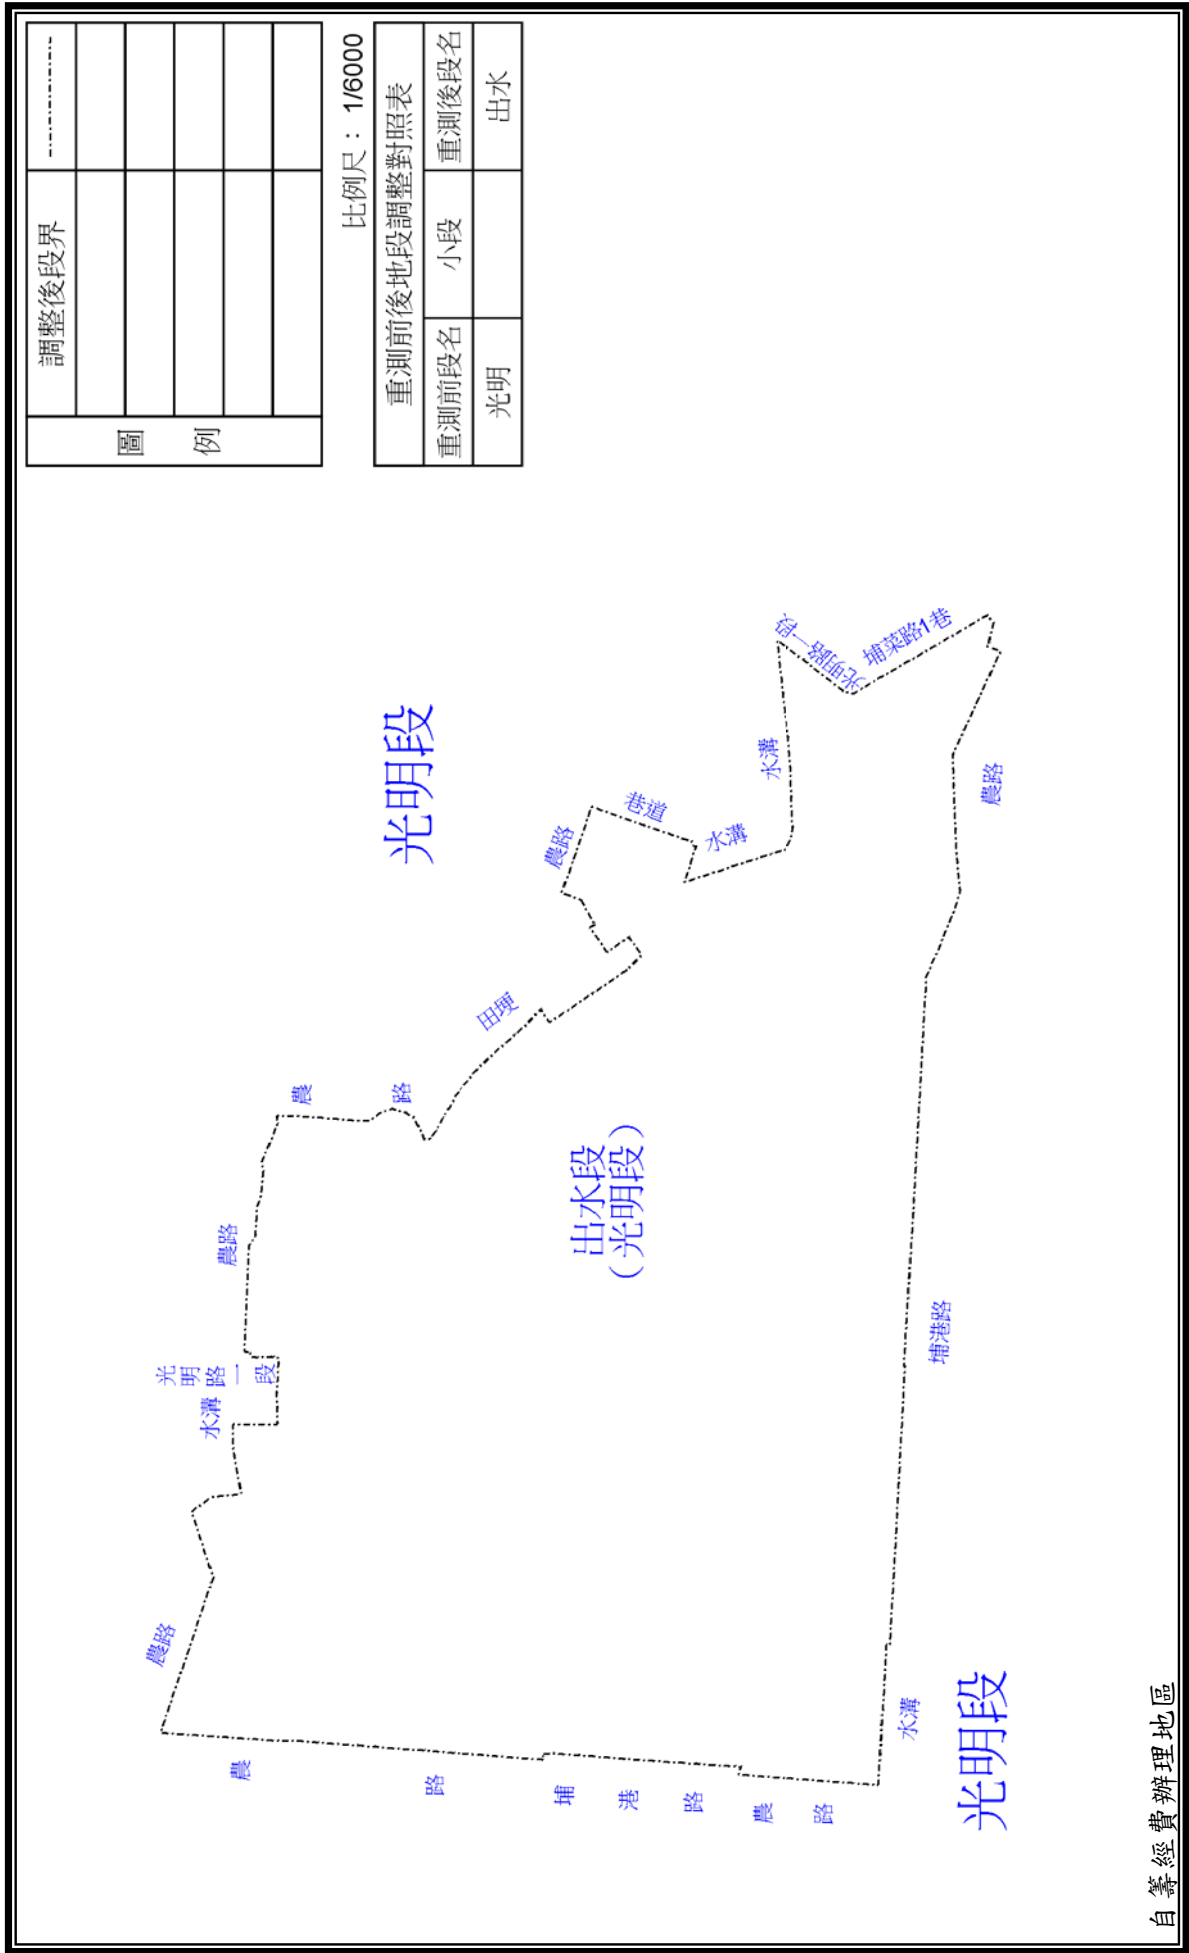 圖例
調整後段界
比例尺：1/6000
重測前後地段調整對照表
重測前段名 小段 重測後段名
光明 出水
光明段
農路
水溝
光明路一段
農路
農路
田埂
農路
巷道
水溝
水溝
光明路一段
埔菜路1巷
農路
出水段
(光明段)
農路
埔港路
農路
水溝
埔港路
光明段
自籌經費辦理地區